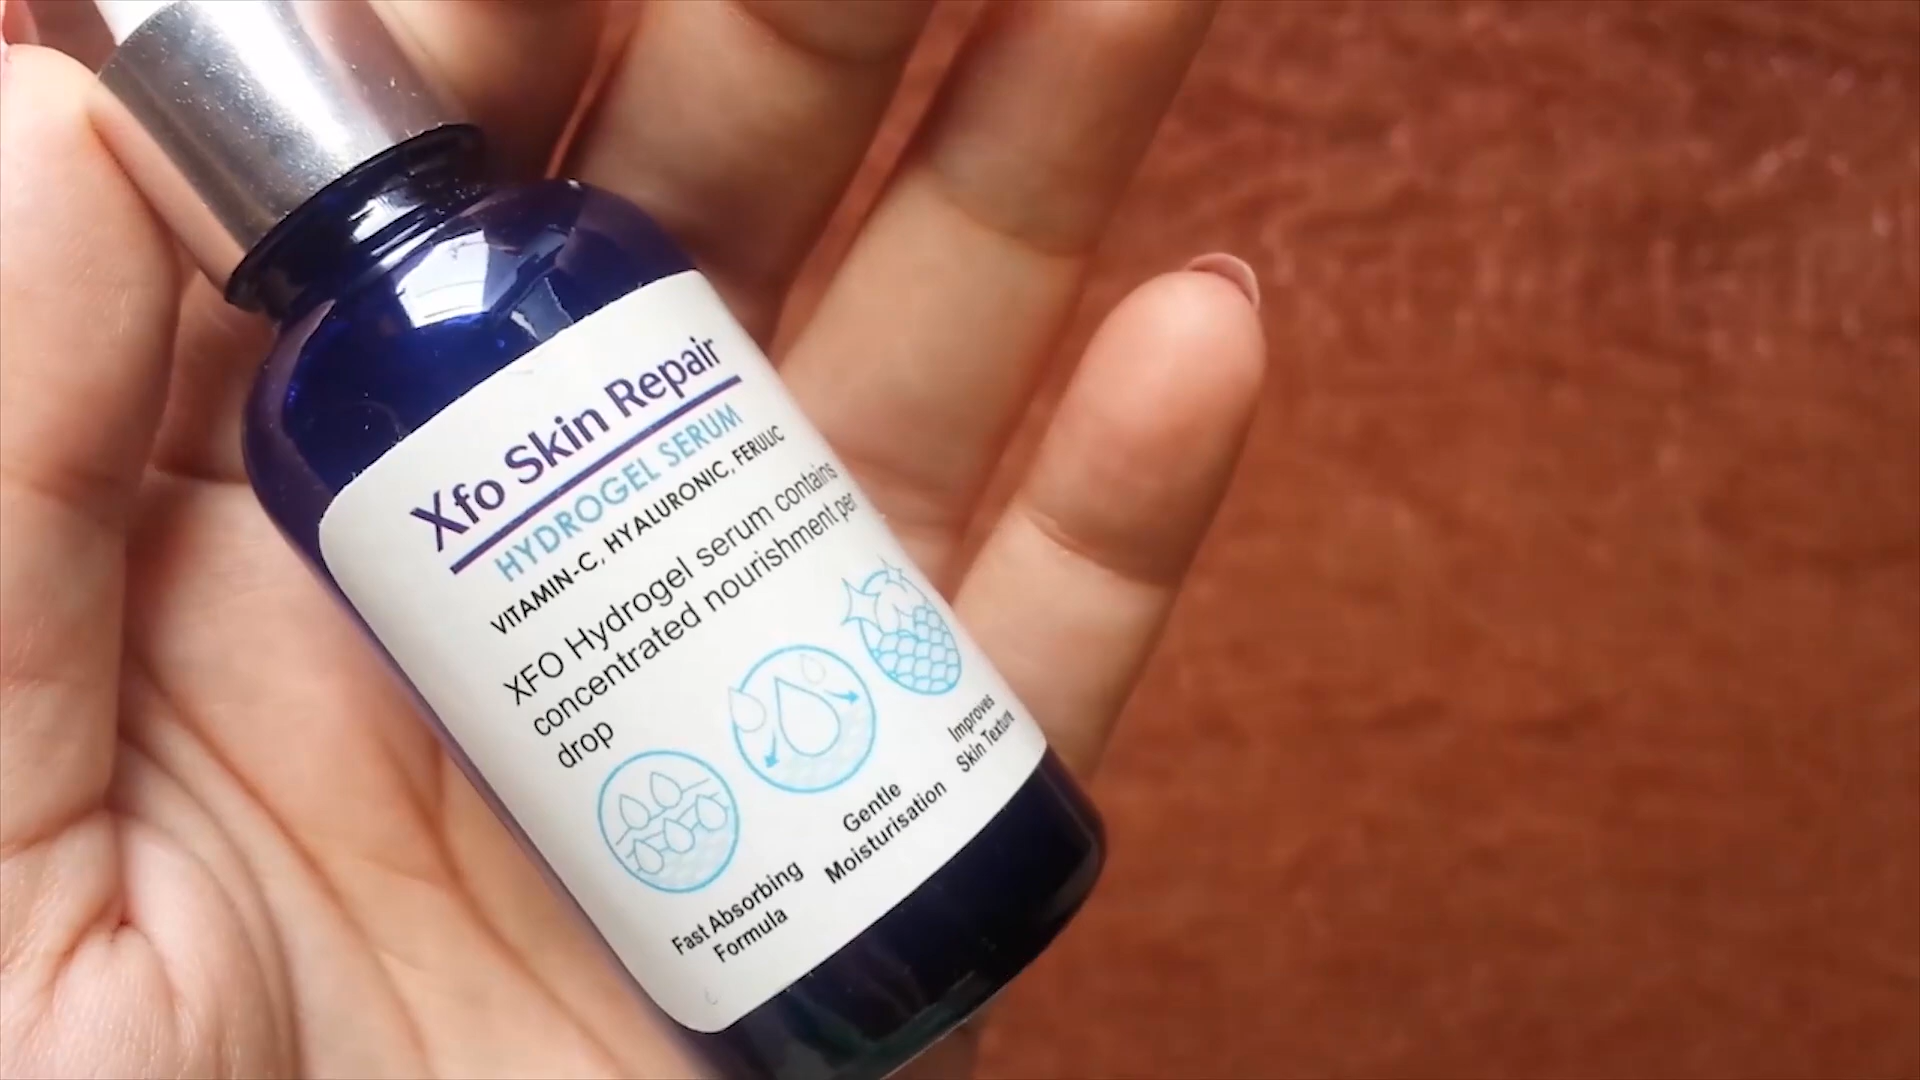 Xfo Skin Repair
HYDROGEL SERUM
VITAMIN-C, HYALURONIC, FERULIC
XFO Hydrogel serum contains
concentrated nourishment per
drop
Fast Absorbing
Formula
Gentle
Moisturisation
Improves
Skin Texture